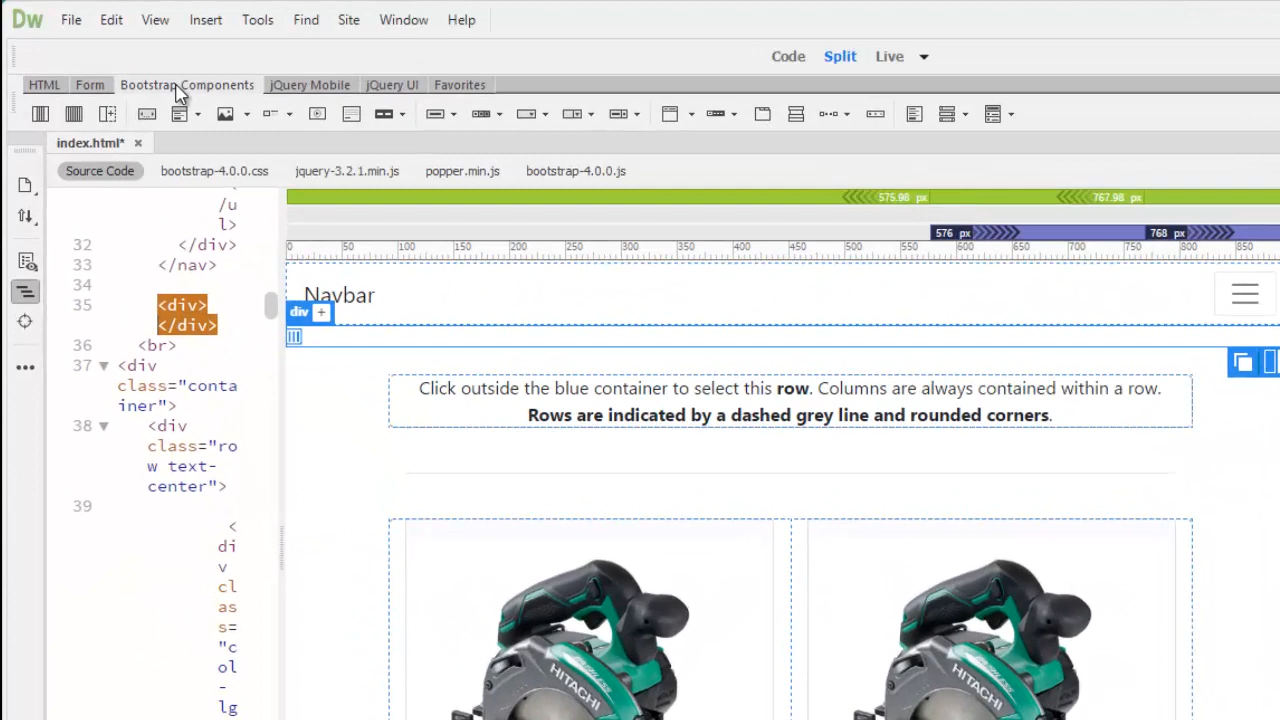 Dw File Edit View Insert Tools Find Site Window Help
Code Split Live
HTML Form Bootstrap Components jQuery Mobile jQuery UI Favorites
index.html* ×
Source Code bootstrap-4.0.0.css jquery-3.2.1.min.js popper.min.js bootstrap-4.0.0.js
575.98 px 767.98 px
576 px 768 px
0 50 100 150 200 250 300 350 400 450 500 550 600 650 700 750 800 850
/u
l>
32 </div>
33 </nav>
34
35 <div>
</div>
36 <br>
37 <div
class="conta
iner">
38 <div
class="ro
w text-
center">
39
<
di
v
cl
as
s=
"c
ol
-
lg
Navbar
div +
Click outside the blue container to select this row. Columns are always contained within a row.
Rows are indicated by a dashed grey line and rounded corners.
HITACHI HITACHI